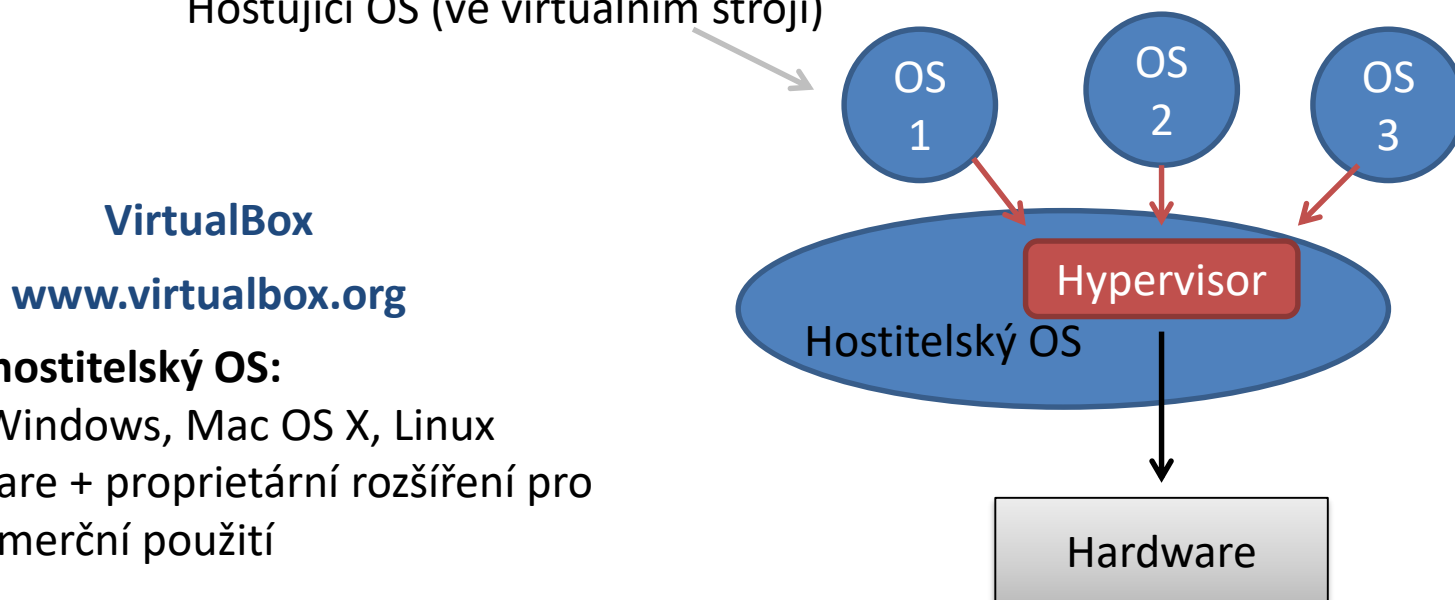 Hostující OS (ve virtuálním stroji)
OS
1
OS
2
OS
3
VirtualBox
www.virtualbox.org
hostitelský OS:
Windows, Mac OS X, Linux
are + proprietární rozšíření pro
merční použití
Hypervisor
Hostitelský OS
Hardware